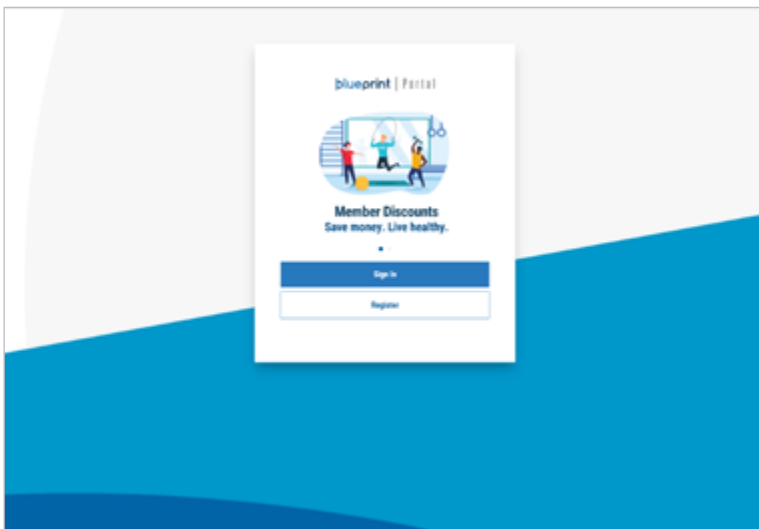 blueprint | Portal
Member Discounts
Save money. Live healthy.
Sign In
Register